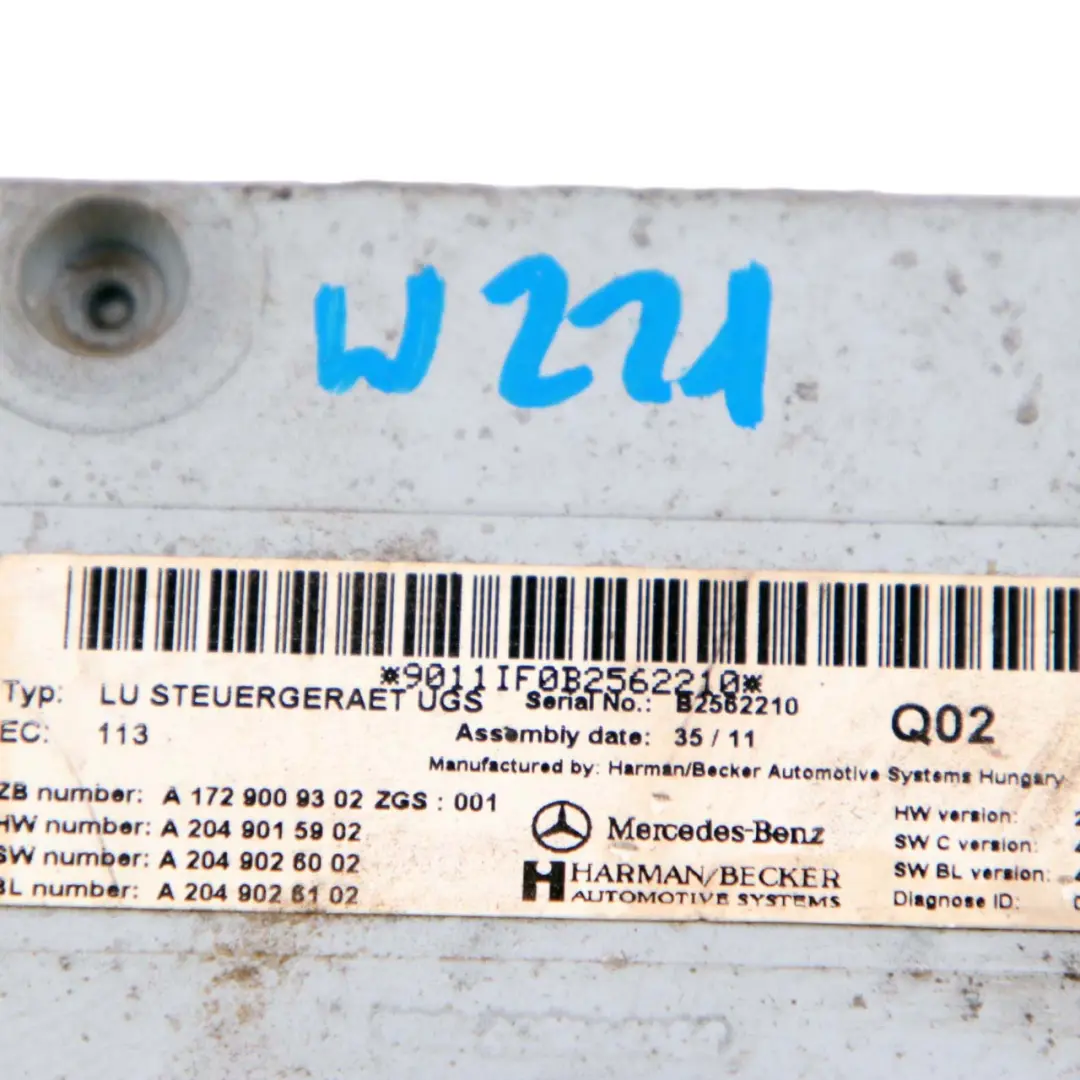 W221
*9011IF0B2562210*
Typ: LU STEUERGERAET UGS Serial No.: B2562210
EC: 113 Assembly date: 35 / 11 Q02
Manufactured by: Harman/Becker Automotive Systems Hungary
ZB number: A 172 900 93 02 ZGS : 001
HW number: A 204 901 59 02
SW number: A 204 902 60 02
BL number: A 204 902 61 02
Mercedes-Benz
HARMAN/BECKER
AUTOMOTIVE SYSTEMS
HW version:
SW C version:
SW BL version:
Diagnose ID: